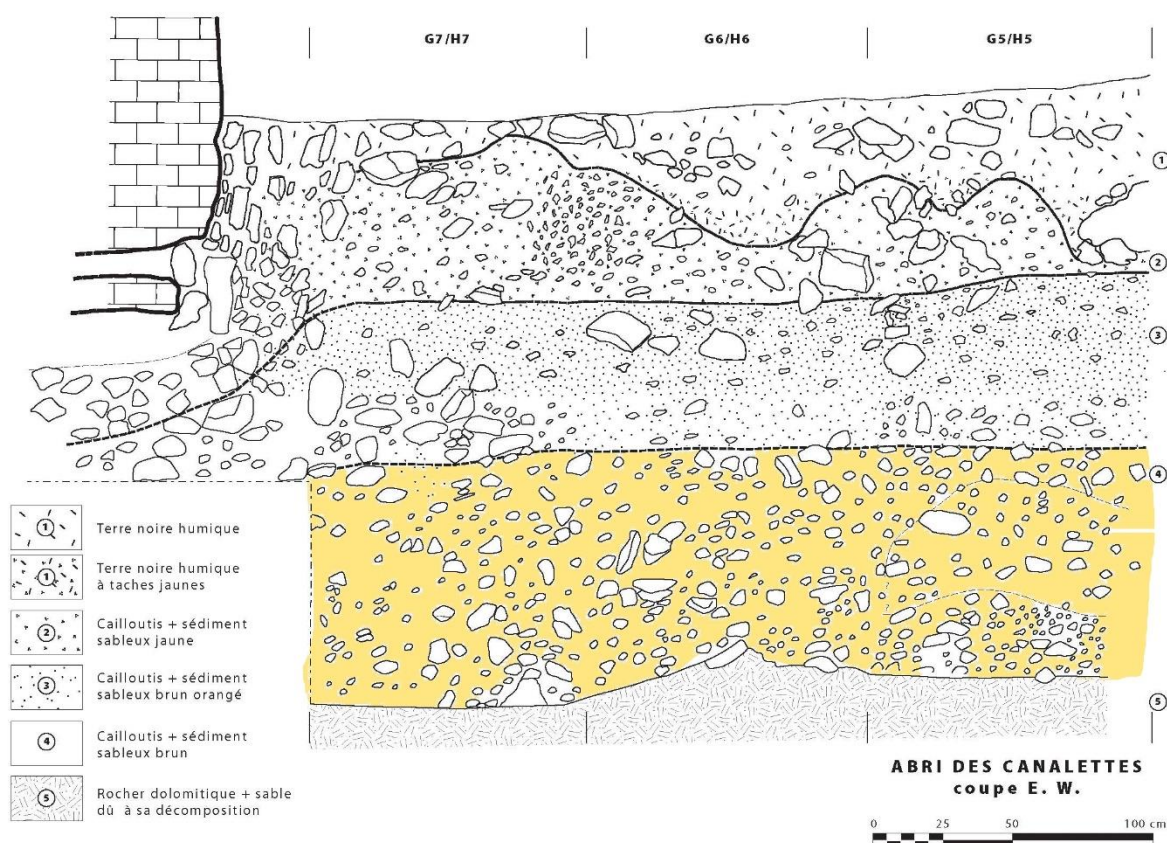 G7/H7
G6/H6
G5/H5
1
2
3
4
5
1 Terre noire humique
1 Terre noire humique
à taches jaunes
2 Cailloutis + sédiment
sableux jaune
3 Cailloutis + sédiment
sableux brun orangé
4 Cailloutis + sédiment
sableux brun
5 Rocher dolomitique + sable
dû à sa décomposition
ABRI DES CANALETTES
coupe E. W.
0 25 50 100 cm